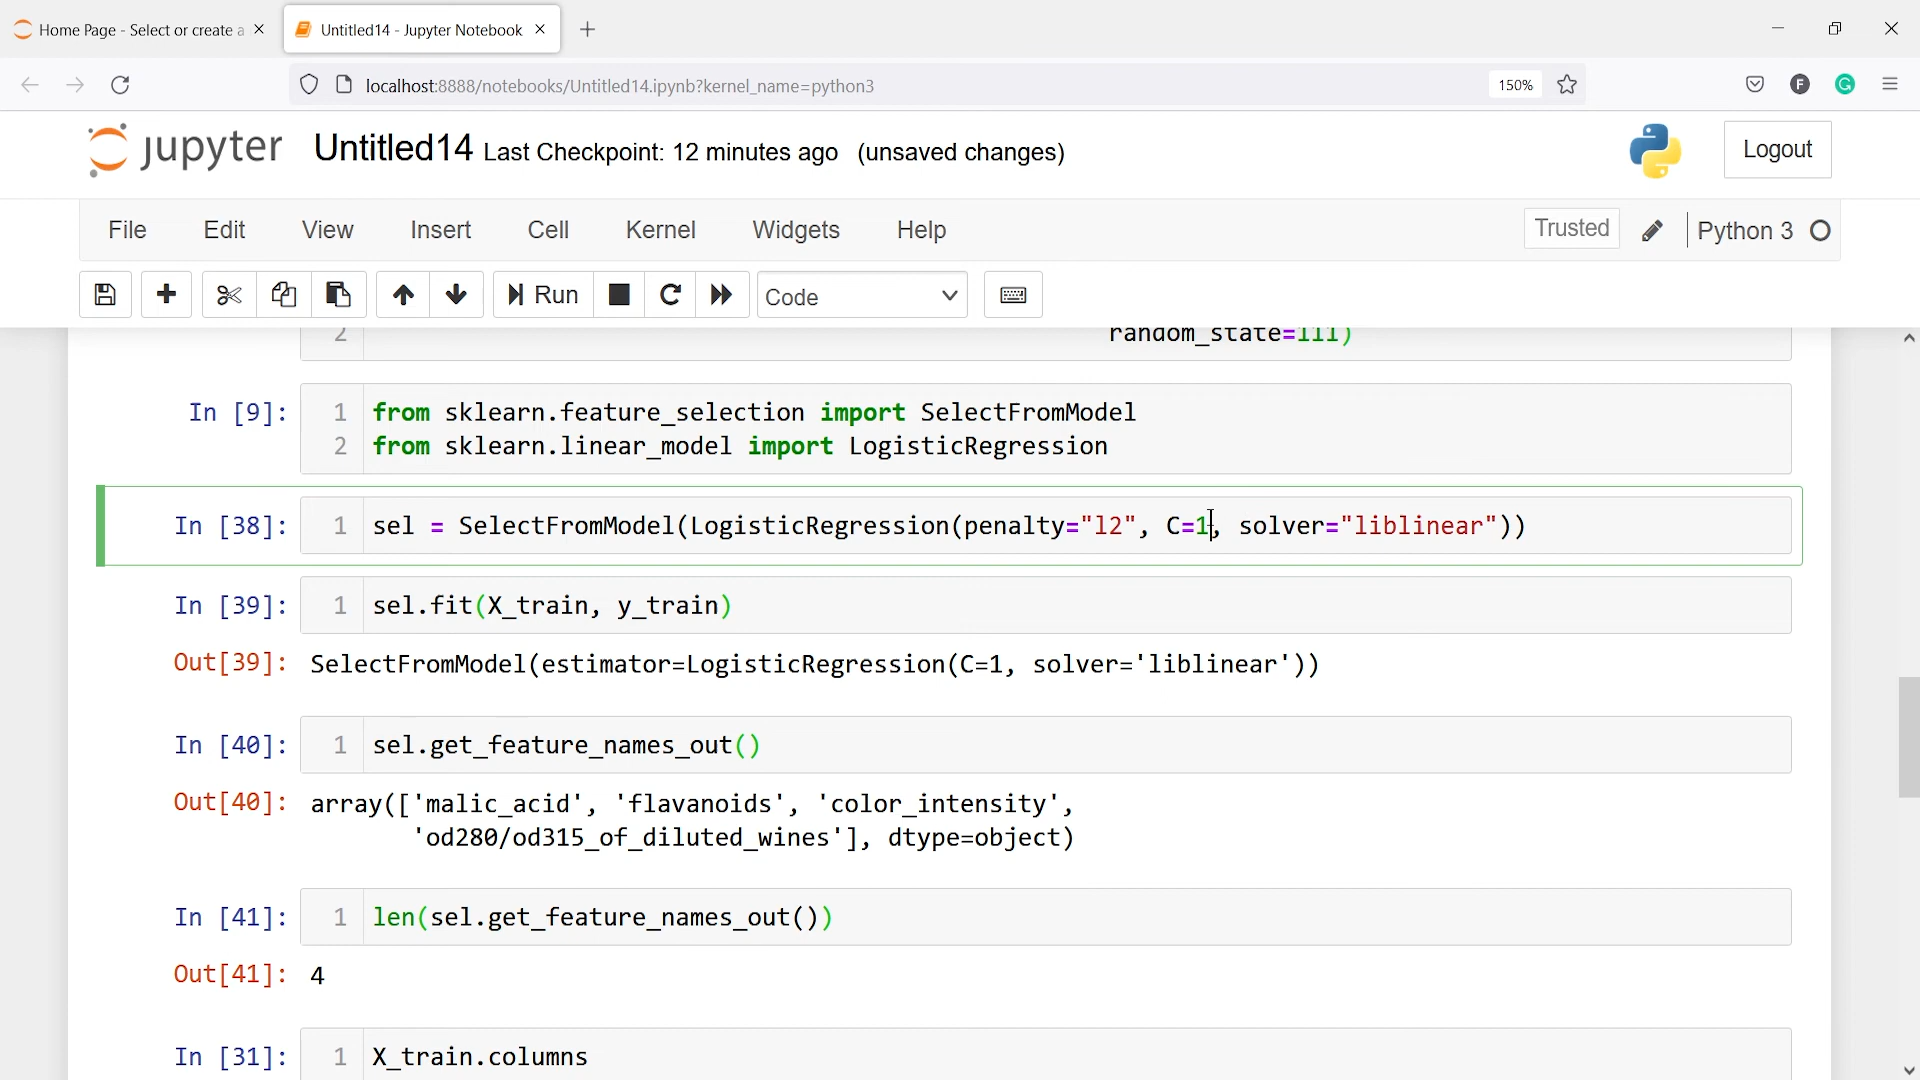 Home Page - Select or create a
Untitled14 - Jupyter Notebook
localhost:8888/notebooks/Untitled14.ipynb?kernel_name=python3
150%
F
G
jupyter Untitled14 Last Checkpoint: 12 minutes ago (unsaved changes)
Logout
File Edit View Insert Cell Kernel Widgets Help
Trusted
Python 3
Run
Code
2 random_state=111)
In [9]: 1 from sklearn.feature_selection import SelectFromModel
2 from sklearn.linear_model import LogisticRegression
In [38]: 1 sel = SelectFromModel(LogisticRegression(penalty="l2", C=1, solver="liblinear"))
In [39]: 1 sel.fit(X_train, y_train)
Out[39]: SelectFromModel(estimator=LogisticRegression(C=1, solver='liblinear'))
In [40]: 1 sel.get_feature_names_out()
Out[40]: array(['malic_acid', 'flavanoids', 'color_intensity',
'od280/od315_of_diluted_wines'], dtype=object)
In [41]: 1 len(sel.get_feature_names_out())
Out[41]: 4
In [31]: 1 X_train.columns